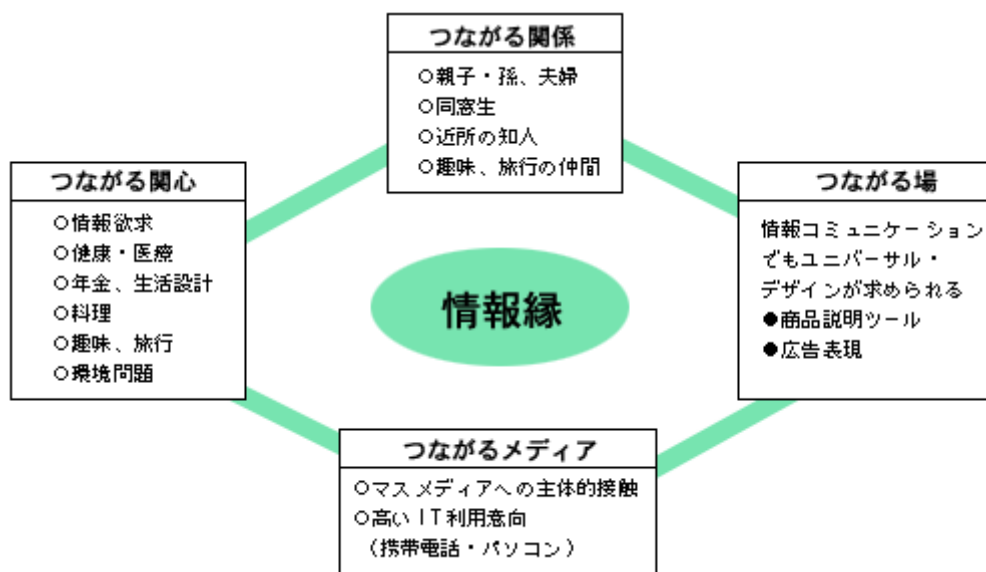 つながる関係
○親子・孫、夫婦
○同窓生
○近所の知人
○趣味、旅行の仲間
つながる関心
○情報欲求
○健康・医療
○年金、生活設計
○料理
○趣味、旅行
○環境問題
情報縁
つながる場
情報コミュニケーション
でもユニバーサル・
デザインが求められる
●商品説明ツール
●広告表現
つながるメディア
○マスメディアへの主体的接触
○高いIT利用意向
（携帯電話・パソコン）